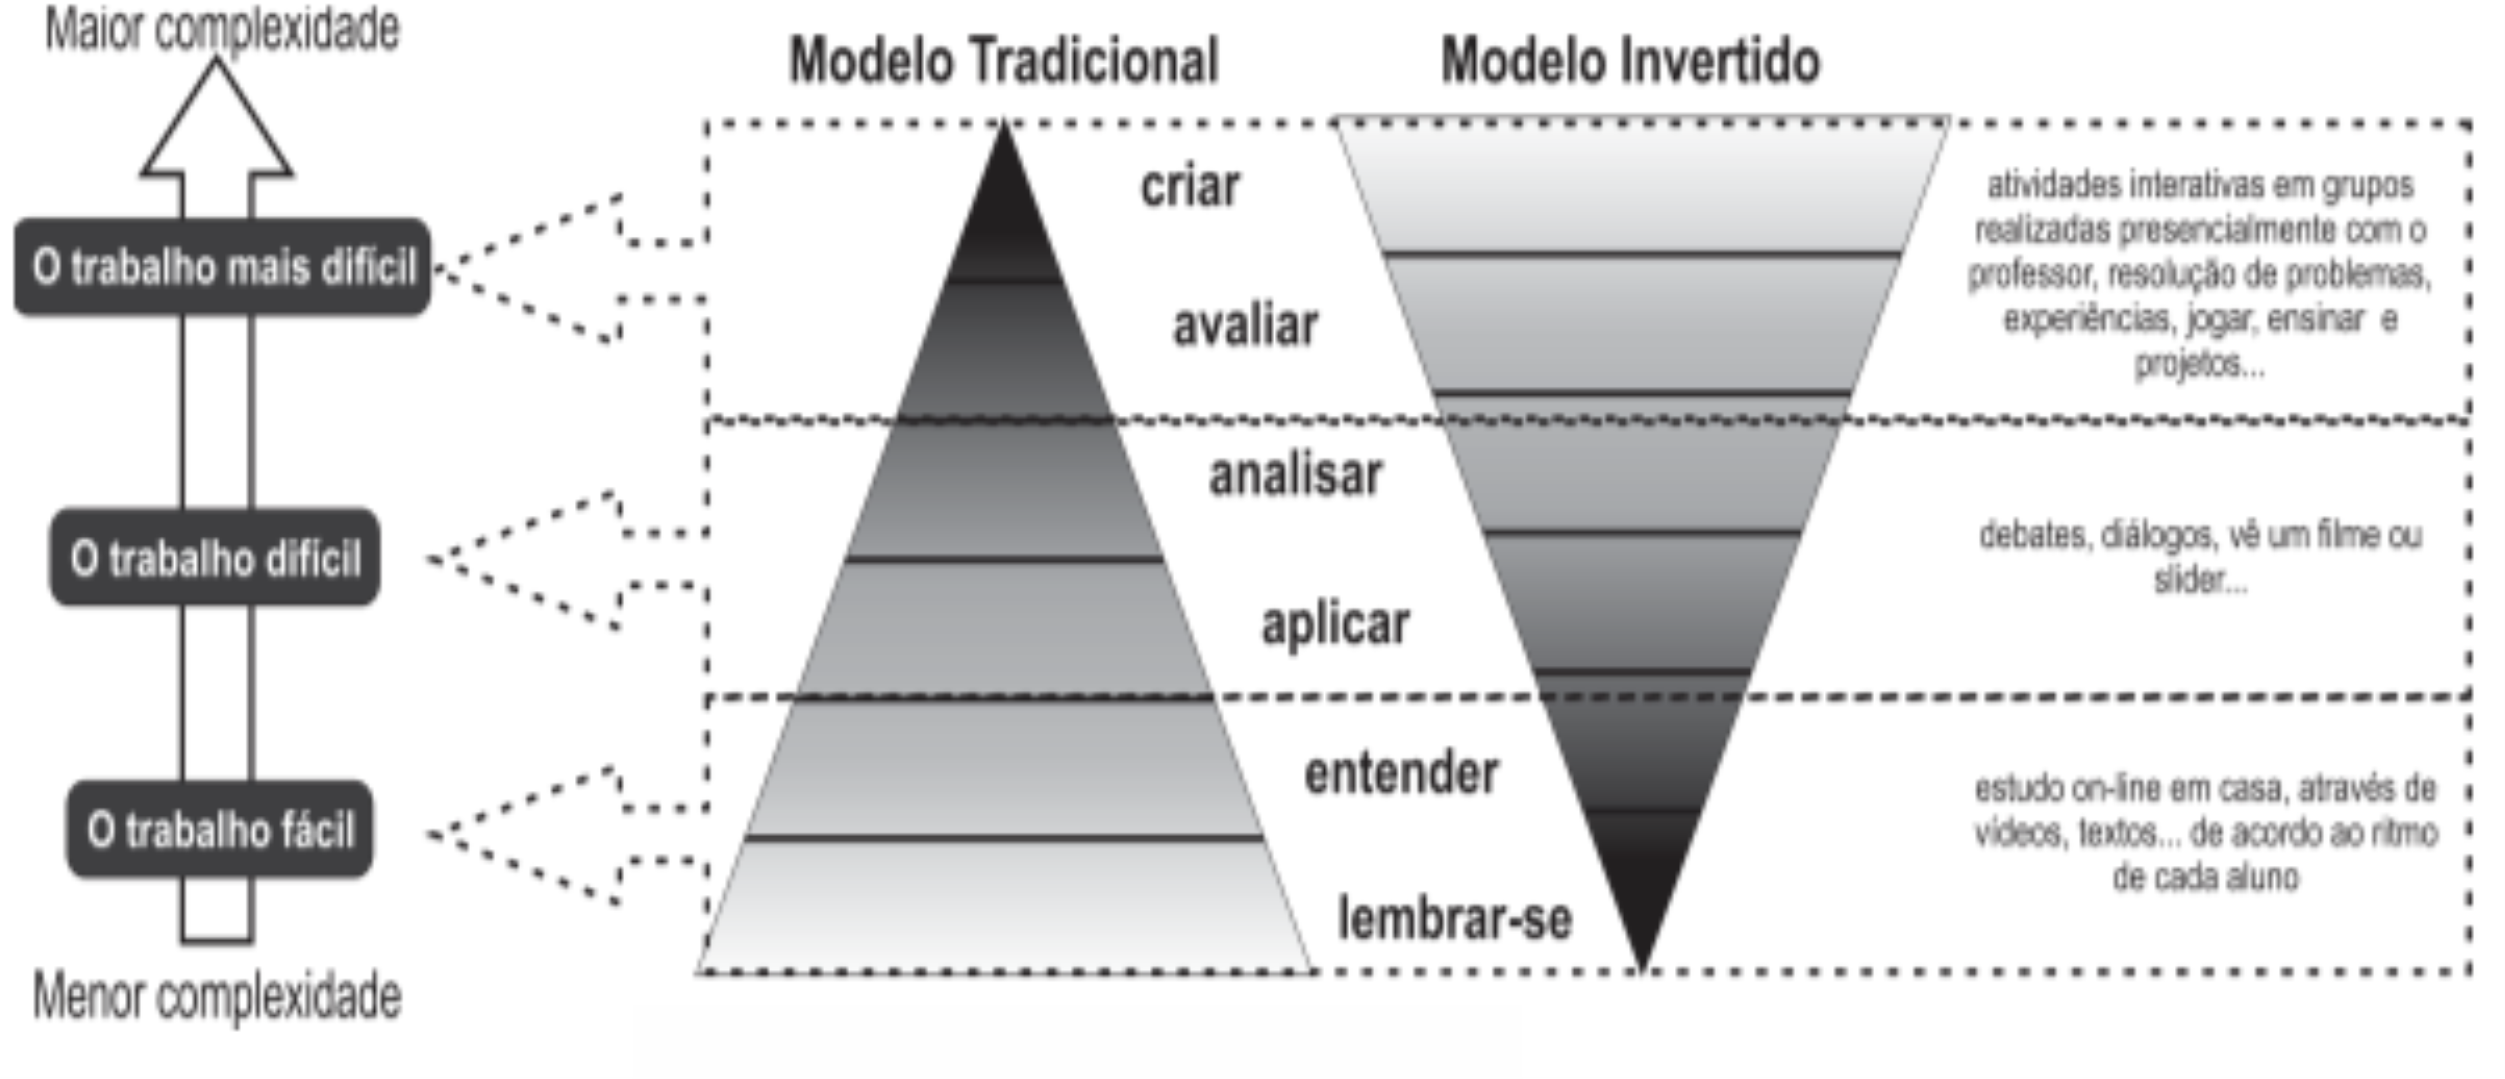 Maior complexidade
Modelo Tradicional
Modelo Invertido
criar
atividades interativas em grupos
realizadas presencialmente com o
professor, resolução de problemas,
experiências, jogar, ensinar e
projetos...
O trabalho mais difícil
avaliar
analisar
debates, diálogos, vê um filme ou
slider...
O trabalho difícil
aplicar
entender
estudo on-line em casa, através de
vídeos, textos... de acordo ao ritmo
de cada aluno
O trabalho fácil
lembrar-se
Menor complexidade